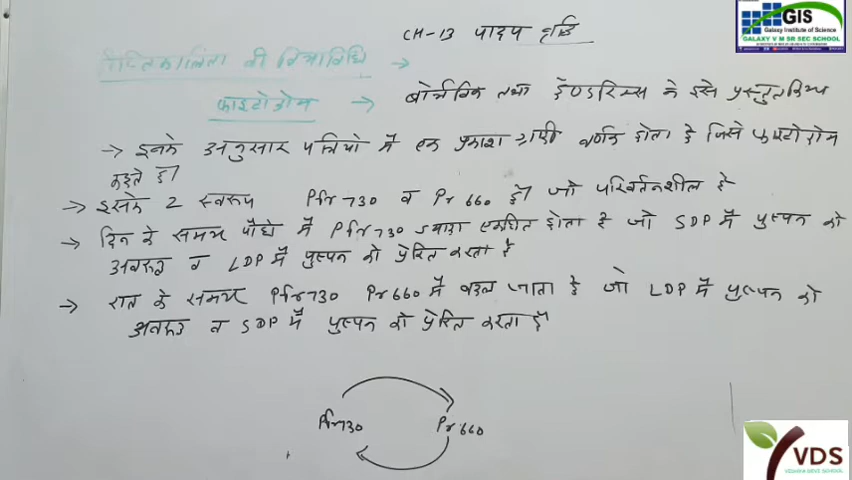 CH-13 पादप वृद्धि
GIS
Galaxy Institute of Science
GALAXY V M SR SEC SCHOOL
दीप्तिकालिता की क्रियाविधि →
फाइटोक्रोम → बोर्थविक तथा हेण्डरिक्स ने इसे प्रस्तुत किया
→ इनके अनुसार पत्तियो में एक प्रकाश ग्राही वर्णक होता है जिसे फाइटोक्रोम
कहते है।
→ इसके 2 स्वरूप Pfr 730 व Pr 660 है। जो परिवर्तनशील है
→ दिन के समय पौधे में Pfr 730 एकत्रित होता है जो SDP में पुष्पन को
अवरुद्ध व LDP में पुष्पन को प्रेरित करता है
→ रात के समय Pfr 730 Pr 660 में बदल जाता है जो LDP में पुष्पन को
अवरुद्ध व SDP में पुष्पन को प्रेरित करता है
Pfr 730 Pr 660
VDS